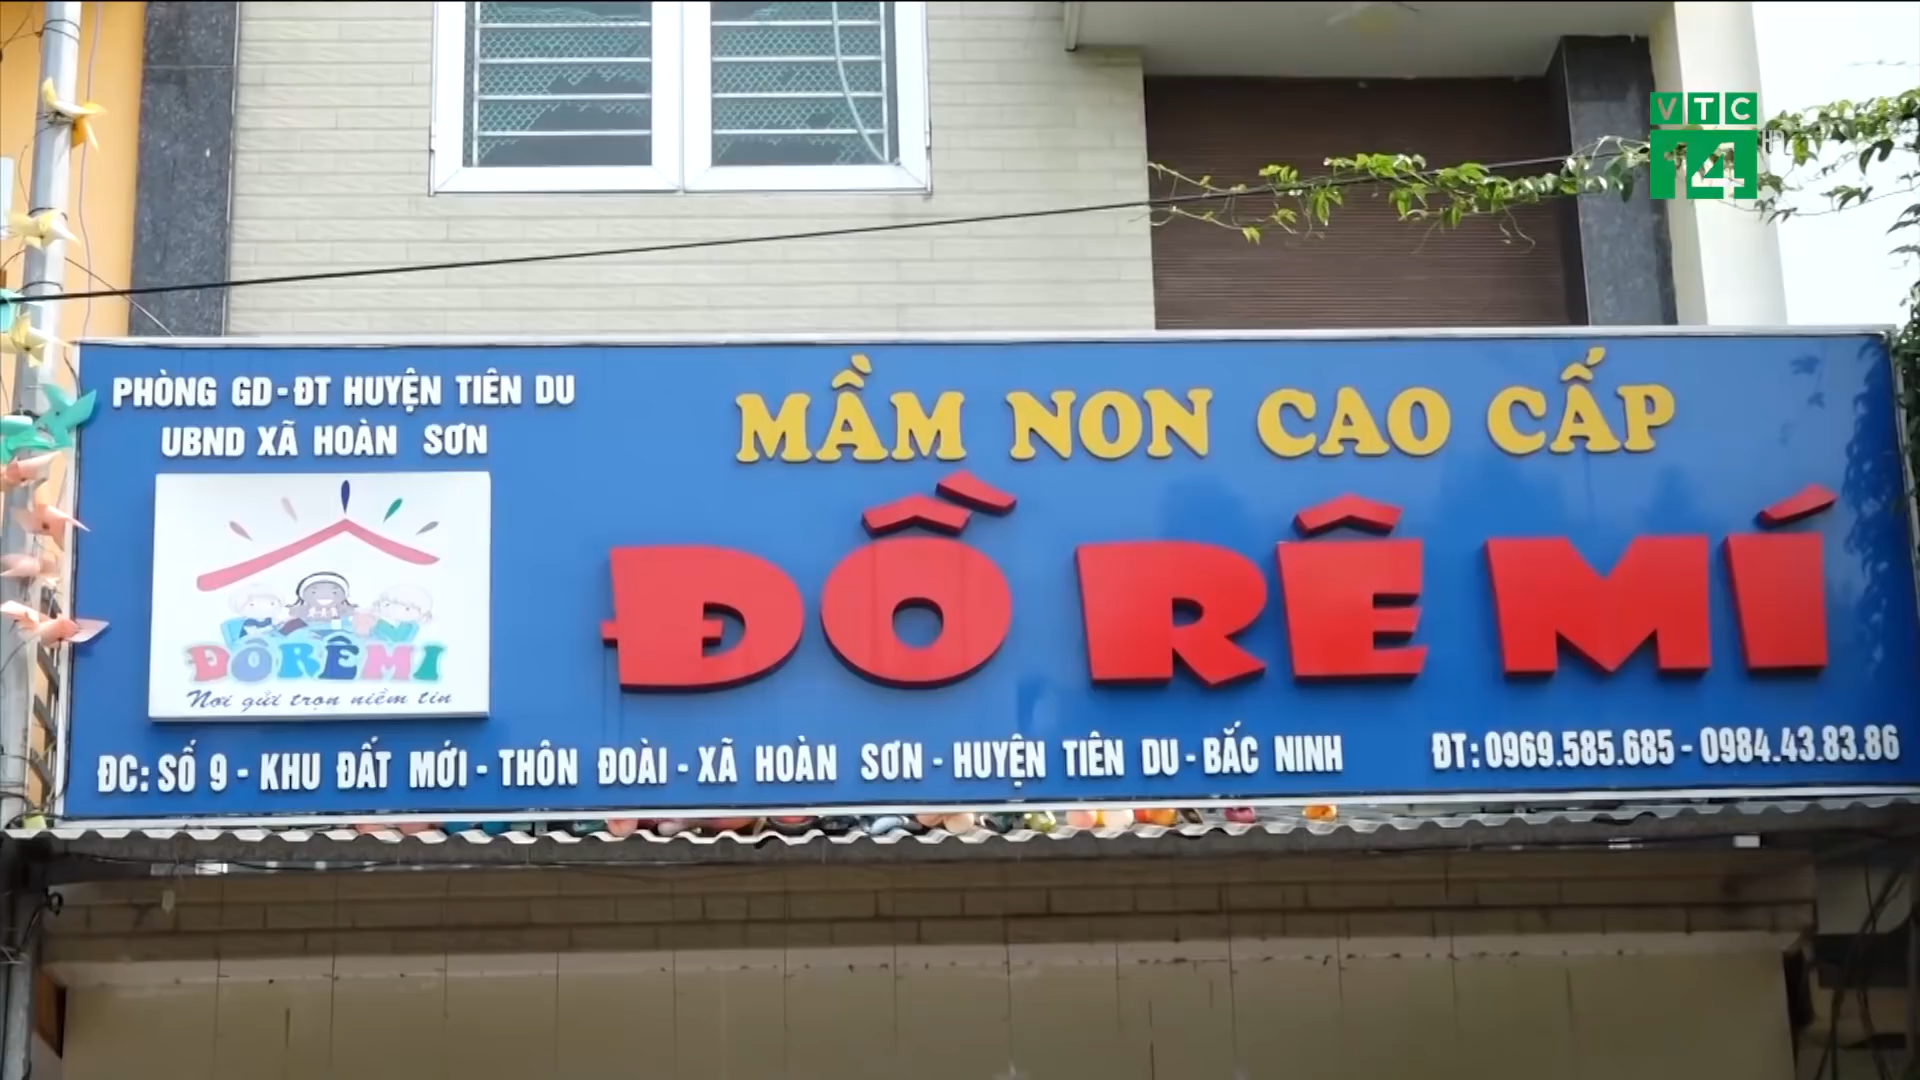 VTC
14
HD
PHÒNG GD-ĐT HUYỆN TIÊN DU
UBND XÃ HOÀN SƠN
MẦM NON CAO CẤP
ĐỒ RÊ MÍ
ĐÔRÊMI
Nơi gửi trọn niềm tin
ĐC: SỐ 9 - KHU ĐẤT MỚI - THÔN ĐOÀI - XÃ HOÀN SƠN - HUYỆN TIÊN DU - BẮC NINH
ĐT: 0969.585.685 - 0984.43.83.86